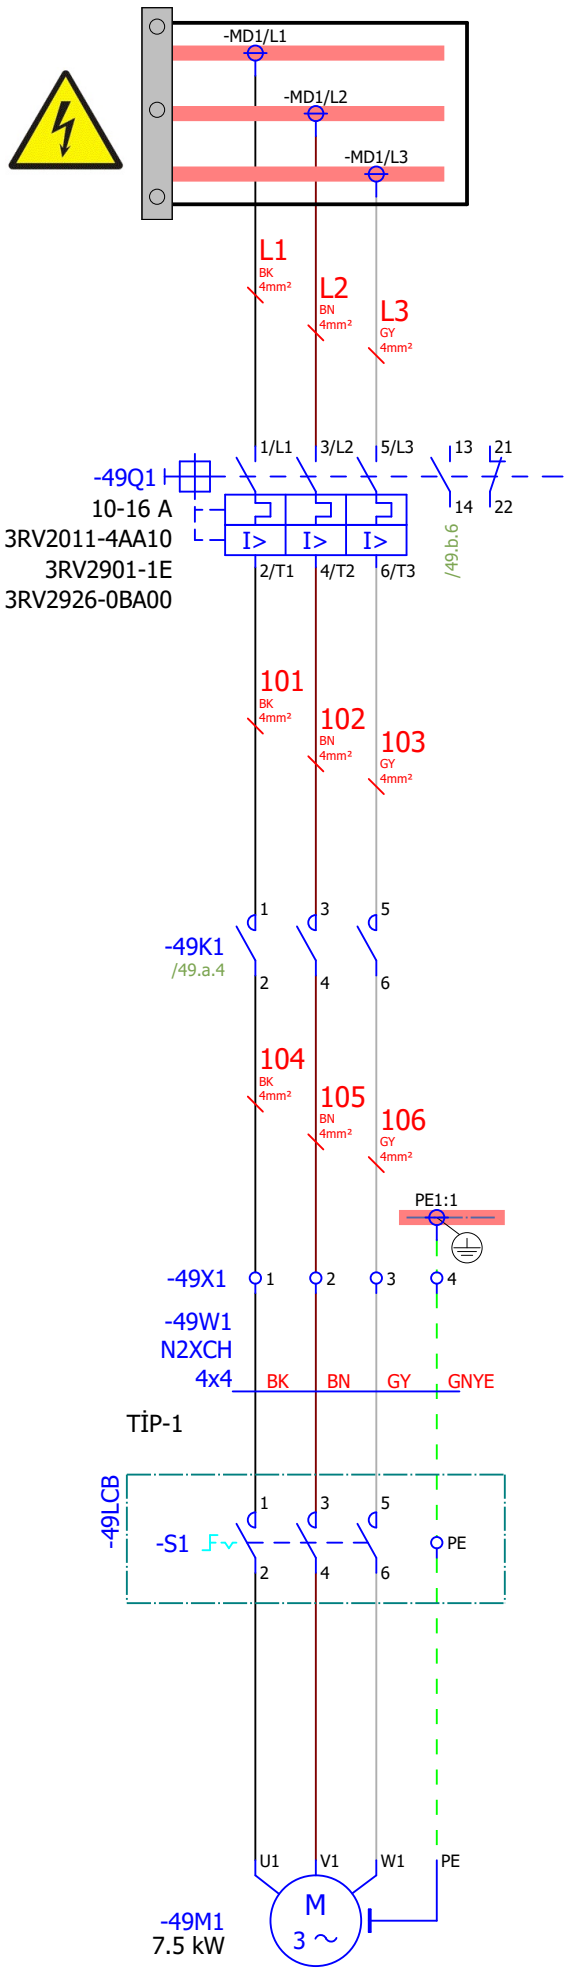 -MD1/L1
-MD1/L2
-MD1/L3
L1
BK
4mm²
L2
BN
4mm²
L3
GY
4mm²
1/L1
3/L2
5/L3
13
21
-49Q1
10-16 A
14
22
3RV2011-4AA10
I>
I>
I>
/49.b.6
3RV2901-1E
2/T1
4/T2
6/T3
3RV2926-0BA00
101
BK
4mm²
102
BN
4mm²
103
GY
4mm²
1
3
5
-49K1
/49.a.4
2
4
6
104
BK
4mm²
105
BN
4mm²
106
GY
4mm²
PE1:1
-49X1
1
2
3
4
-49W1
N2XCH
4x4
BK
BN
GY
GNYE
TİP-1
-49LCB
1
3
5
-S1
PE
2
4
6
U1
V1
W1
PE
M
3 ~
-49M1
7.5 kW